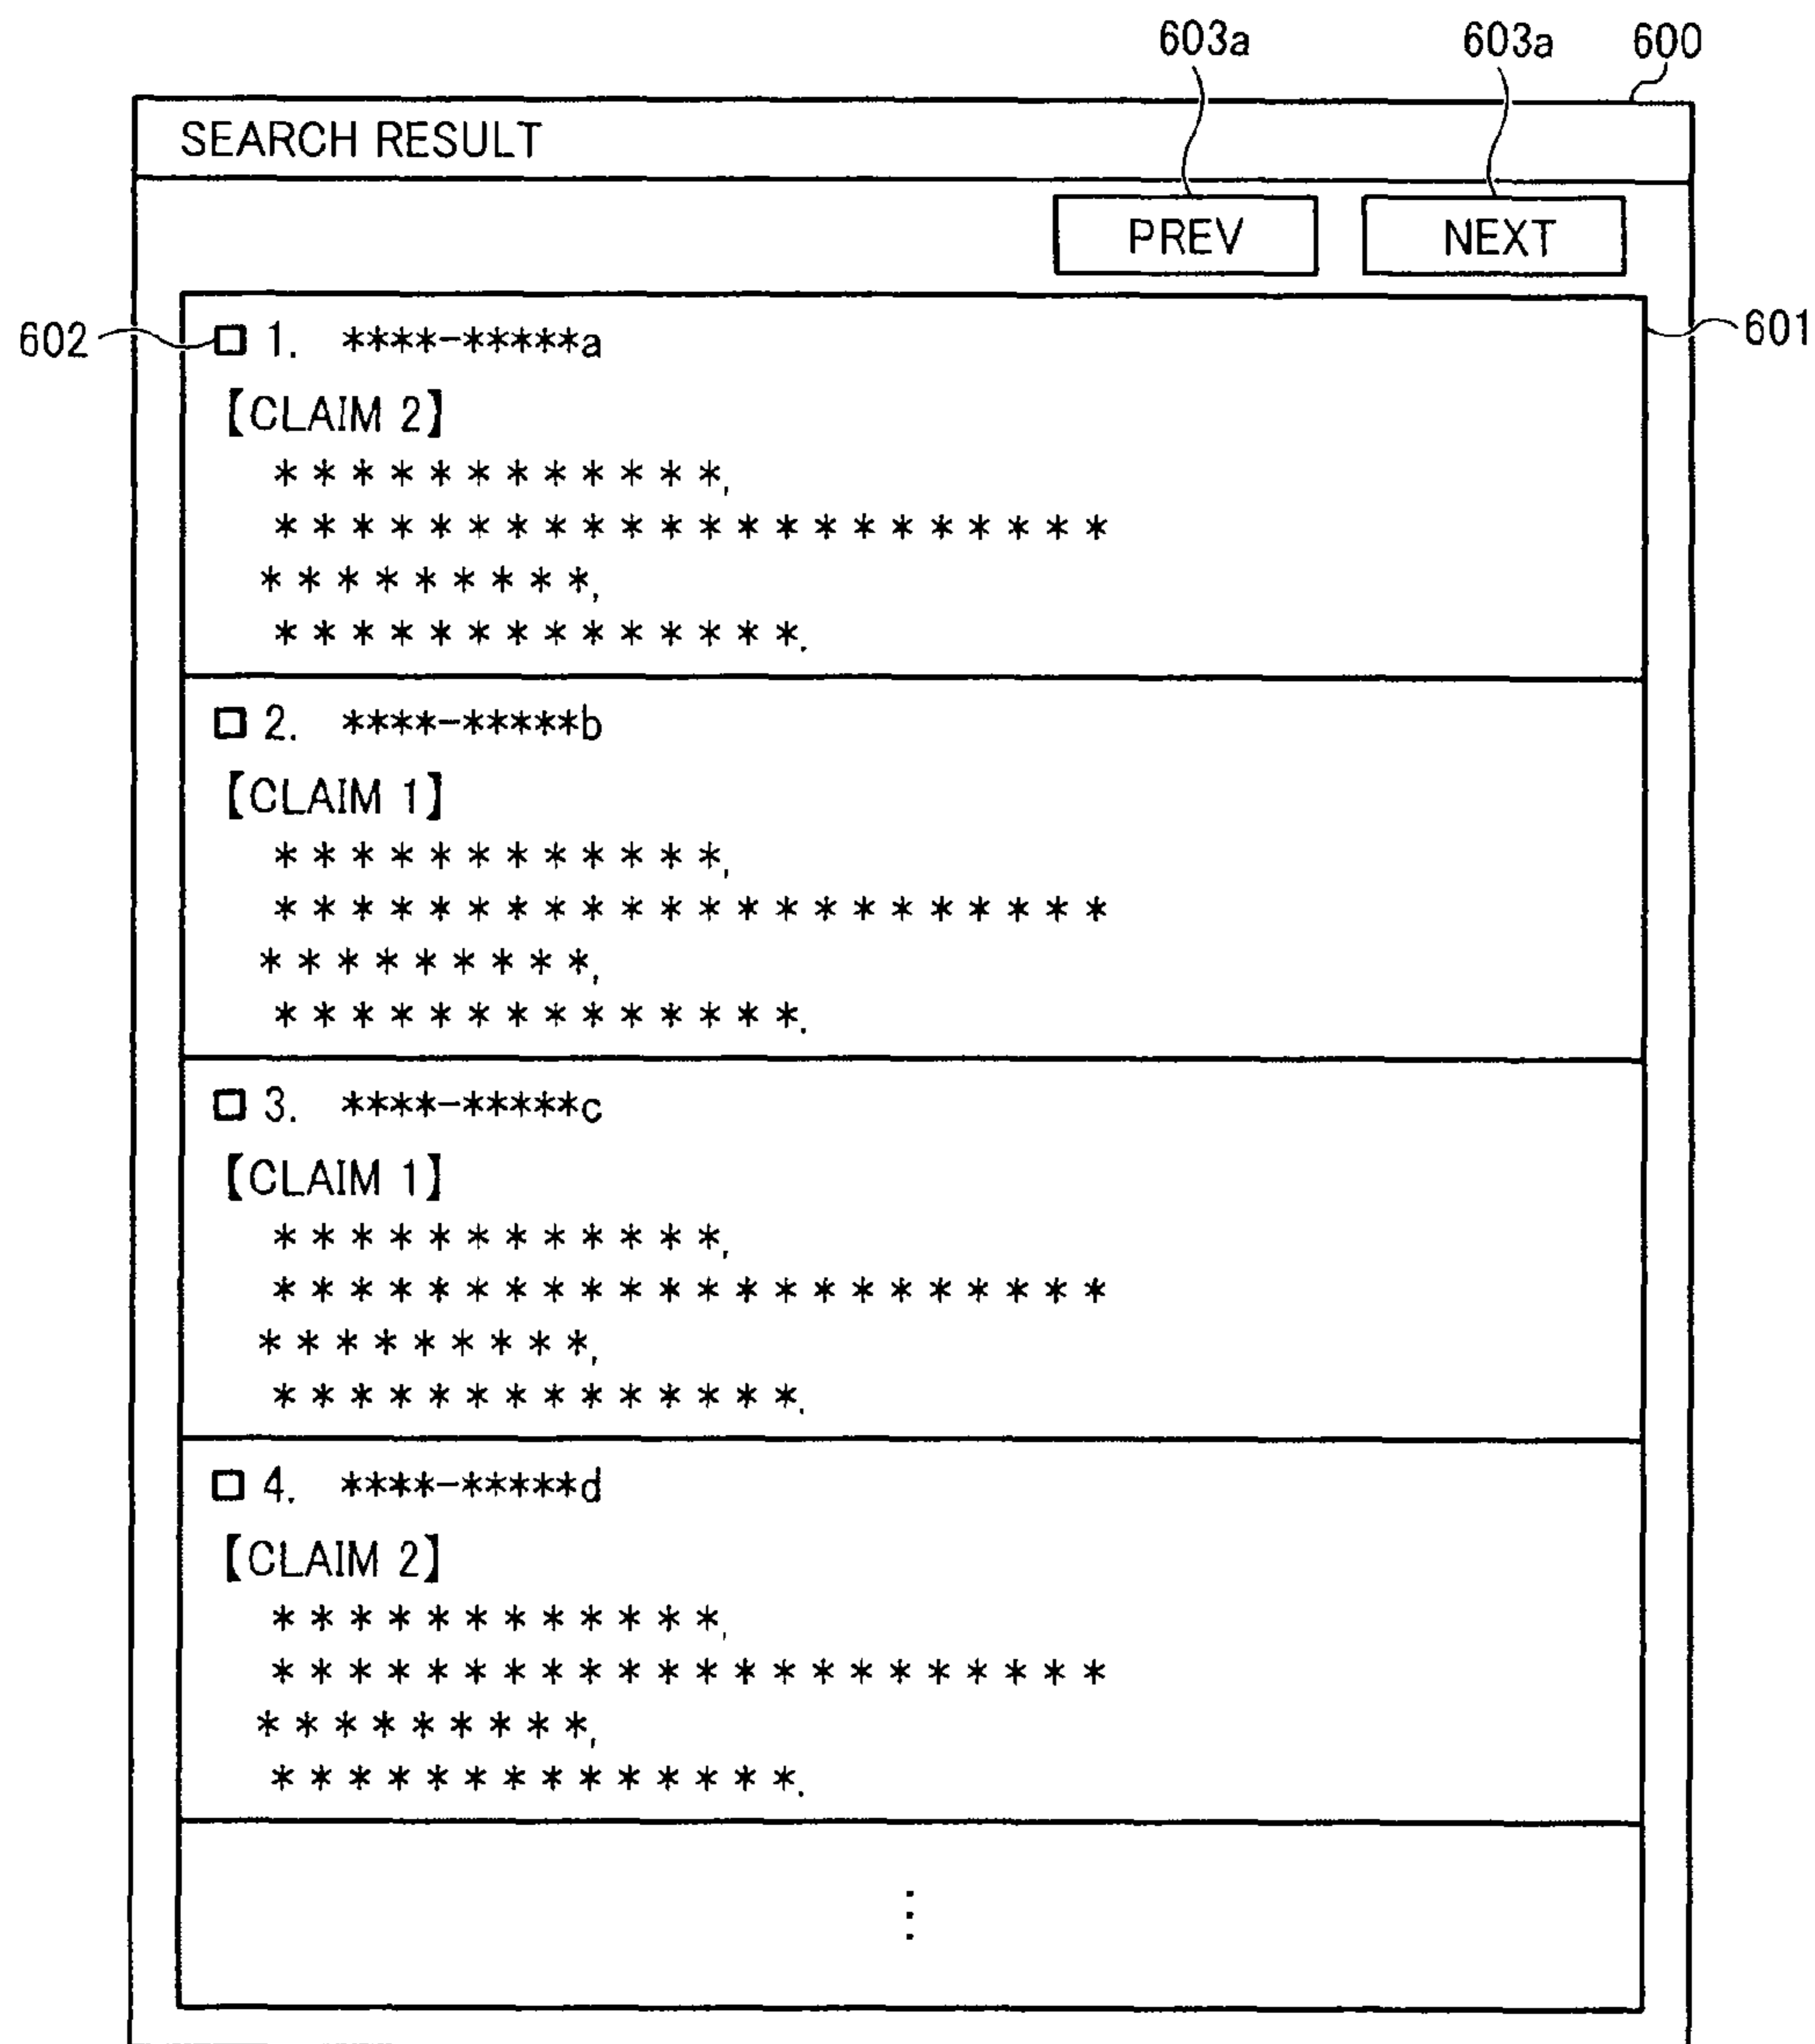 603a 603a 600
SEARCH RESULT
PREV NEXT
602 □ 1. ****-*****a 601
【CLAIM 2】
* * * * * * * * * * * *,
* * * * * * * * * * * * * * * * * * * * * *
* * * * * * * * *,
* * * * * * * * * * * * * *.
□ 2. ****-*****b
【CLAIM 1】
* * * * * * * * * * * *,
* * * * * * * * * * * * * * * * * * * * * *
* * * * * * * * *,
* * * * * * * * * * * * * *.
□ 3. ****-*****c
【CLAIM 1】
* * * * * * * * * * * *,
* * * * * * * * * * * * * * * * * * * * * *
* * * * * * * * *,
* * * * * * * * * * * * * *.
□ 4. ****-*****d
【CLAIM 2】
* * * * * * * * * * * *,
* * * * * * * * * * * * * * * * * * * * * *
* * * * * * * * *,
* * * * * * * * * * * * * *.
⋮